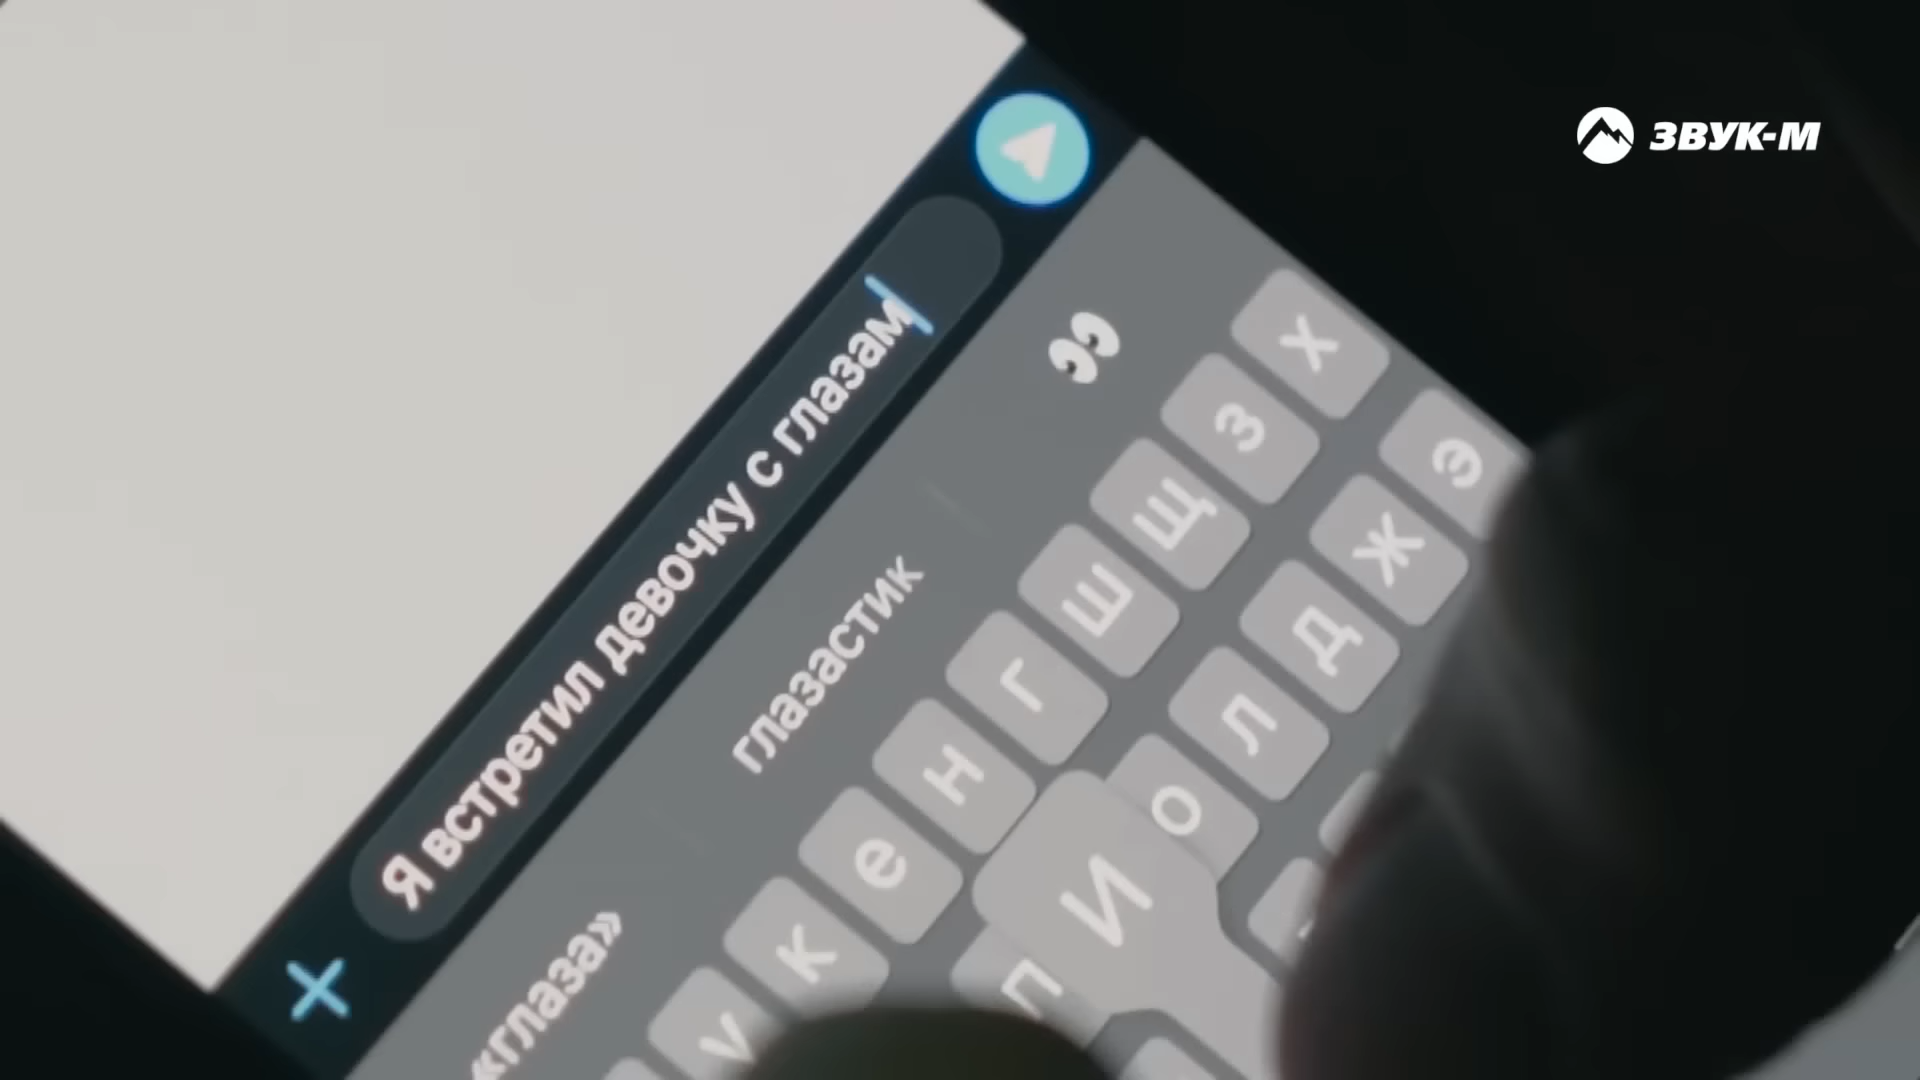 ЗВУК-М
Я встретил девочку с глазам
«глаза» глазастик 👀
у к е н г ш щ з х
п о л д ж э
И